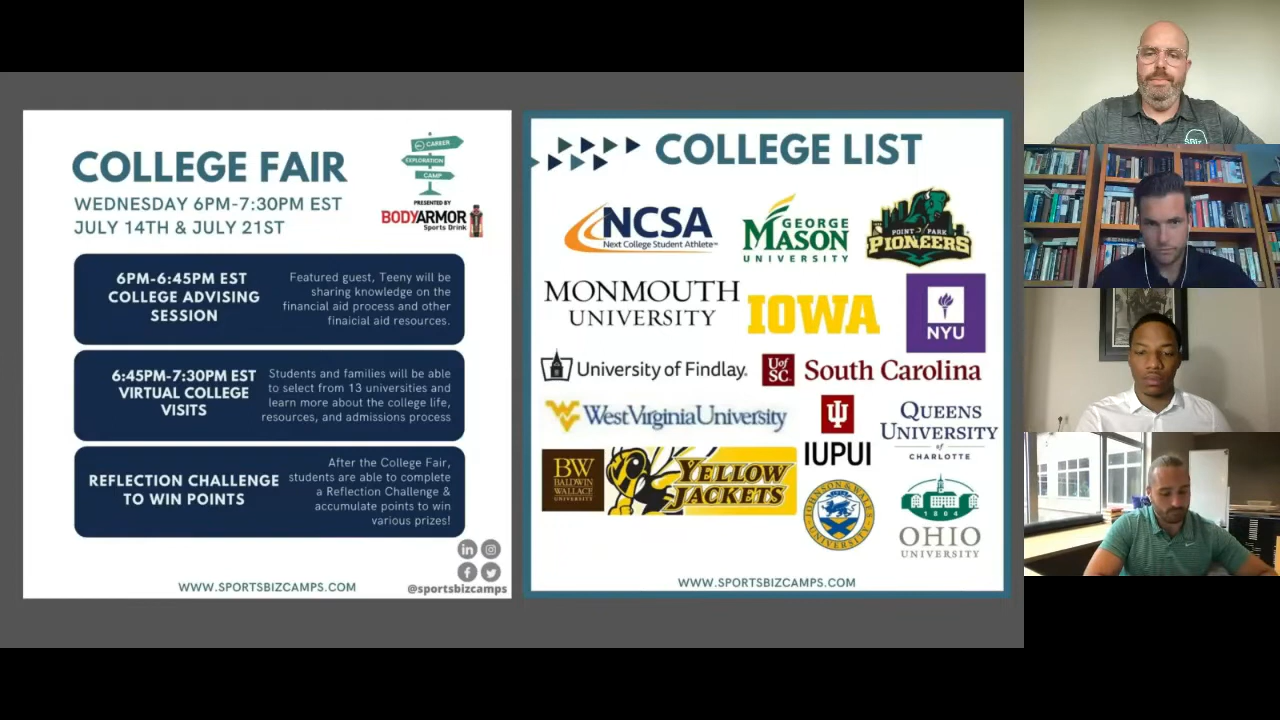 COLLEGE FAIR
WEDNESDAY 6PM-7:30PM EST
JULY 14TH & JULY 21ST
CAREER
EXPLORATION
CAMP
PRESENTED BY
BODYARMOR
Sports Drink
6PM-6:45PM EST
COLLEGE ADVISING
SESSION
Featured guest, Teeny will be
sharing knowledge on the
financial aid process and other
finaicial aid resources.
6:45PM-7:30PM EST
VIRTUAL COLLEGE
VISITS
Students and families will be able
to select from 13 universities and
learn more about the college life,
resources, and admissions process
REFLECTION CHALLENGE
TO WIN POINTS
After the College Fair,
students are able to complete
a Reflection Challenge &
accumulate points to win
various prizes!
WWW.SPORTSBIZCAMPS.COM
@sportsbizcamps
COLLEGE LIST
NCSA
Next College Student Athlete
GEORGE
MASON
UNIVERSITY
POINT PARK
PIONEERS
MONMOUTH
UNIVERSITY
IOWA
NYU
University of Findlay.
UofSC
South Carolina
WestVirginiaUniversity
IUPUI
QUEENS
UNIVERSITY
of
CHARLOTTE
BW
BALDWIN
WALLACE
UNIVERSITY
YELLOW
JACKETS
JOHNSON & WALES
UNIVERSITY
1804
OHIO
UNIVERSITY
WWW.SPORTSBIZCAMPS.COM